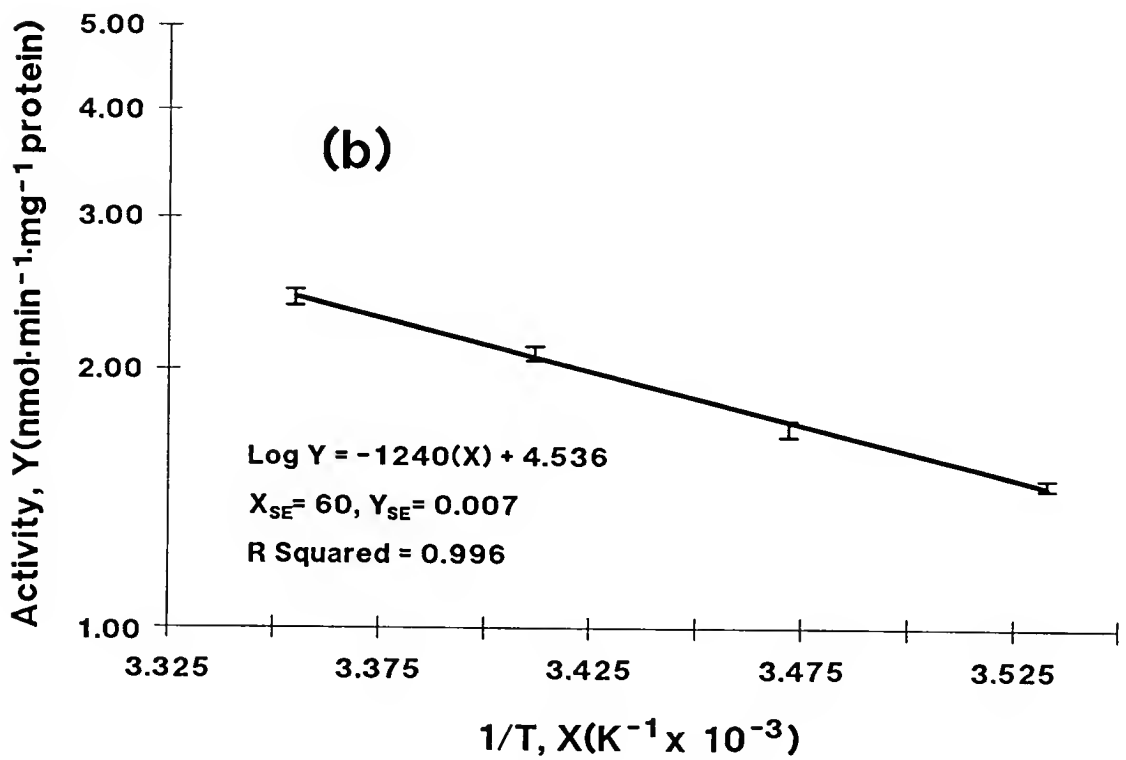 Activity, Y(nmol·min⁻¹·mg⁻¹ protein)
5.00
4.00
3.00
2.00
1.00
(b)
Log Y = -1240(X) + 4.536
X_SE= 60, Y_SE= 0.007
R Squared = 0.996
3.325 3.375 3.425 3.475 3.525
1/T, X(K⁻¹ x 10⁻³)